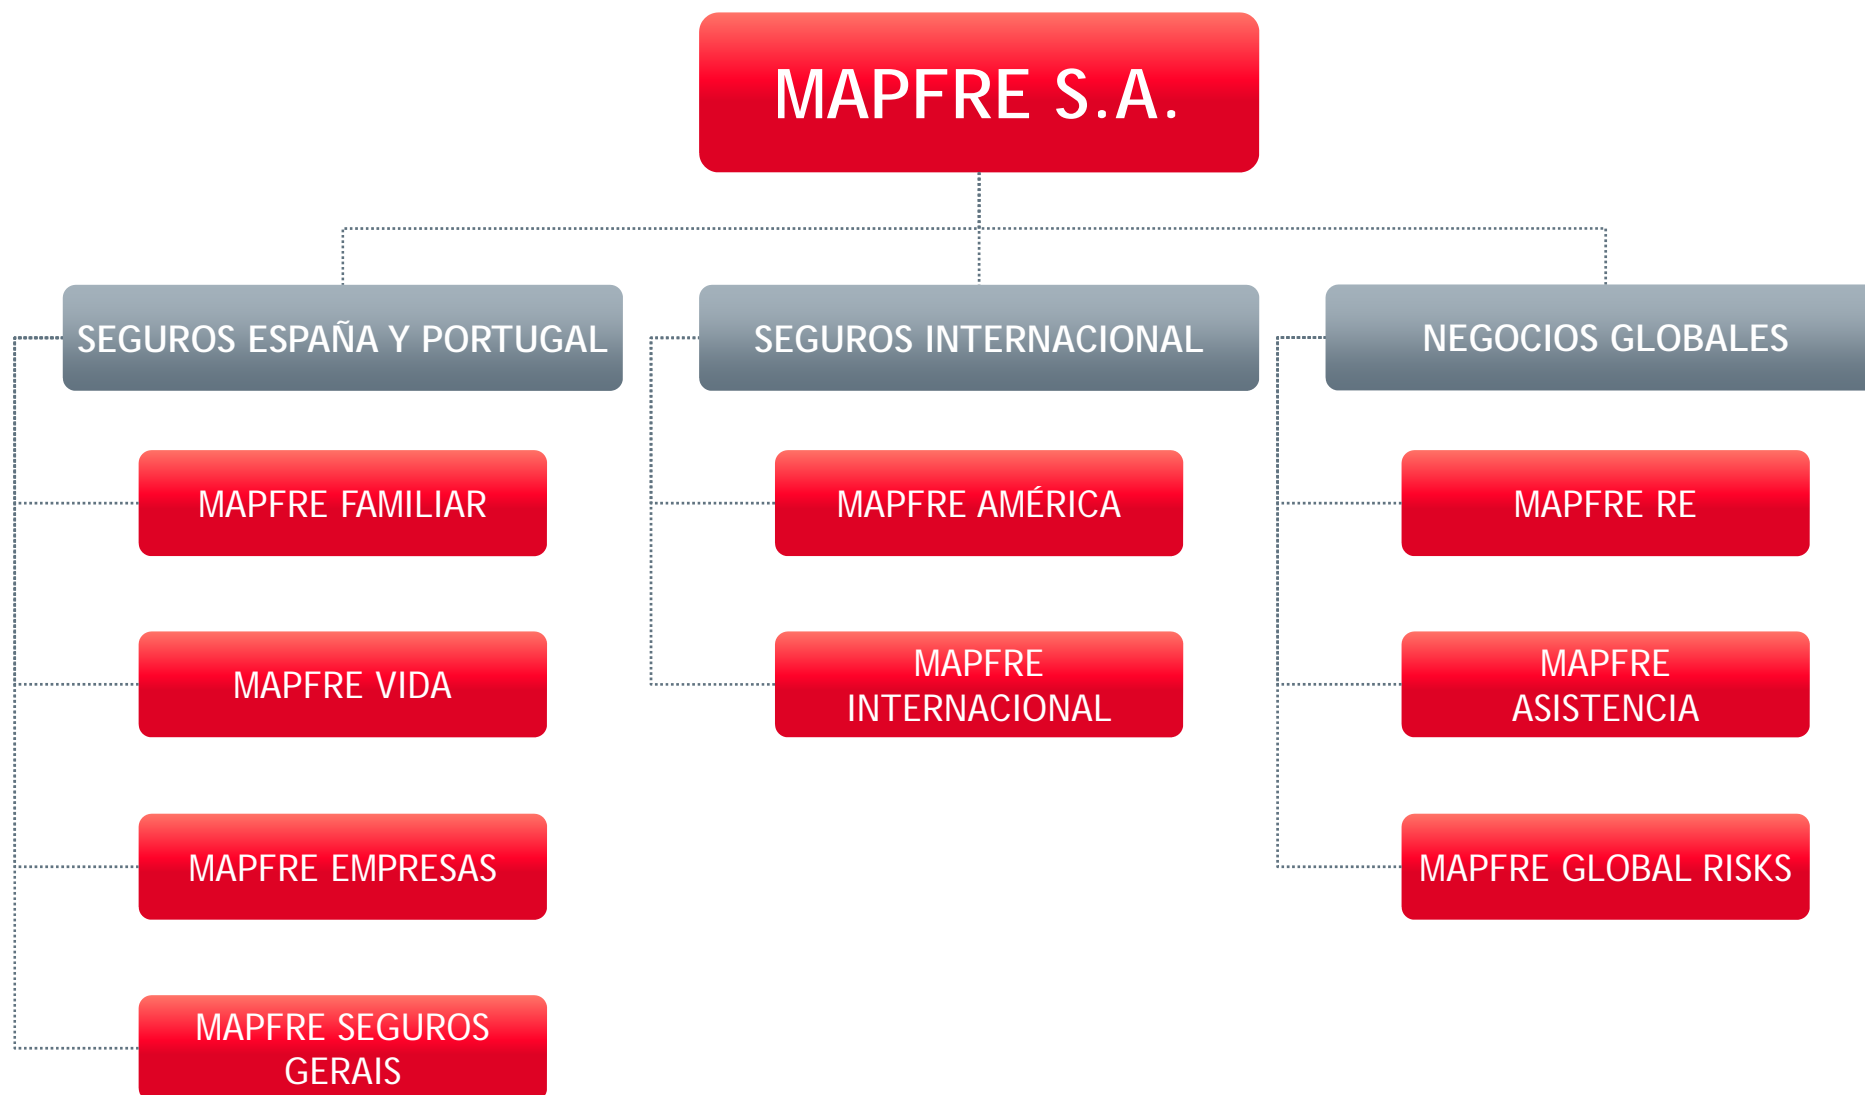 MAPFRE S.A.
SEGUROS ESPAÑA Y PORTUGAL
SEGUROS INTERNACIONAL
NEGOCIOS GLOBALES
MAPFRE FAMILIAR
MAPFRE AMÉRICA
MAPFRE RE
MAPFRE VIDA
MAPFRE
INTERNACIONAL
MAPFRE
ASISTENCIA
MAPFRE EMPRESAS
MAPFRE GLOBAL RISKS
MAPFRE SEGUROS
GERAIS